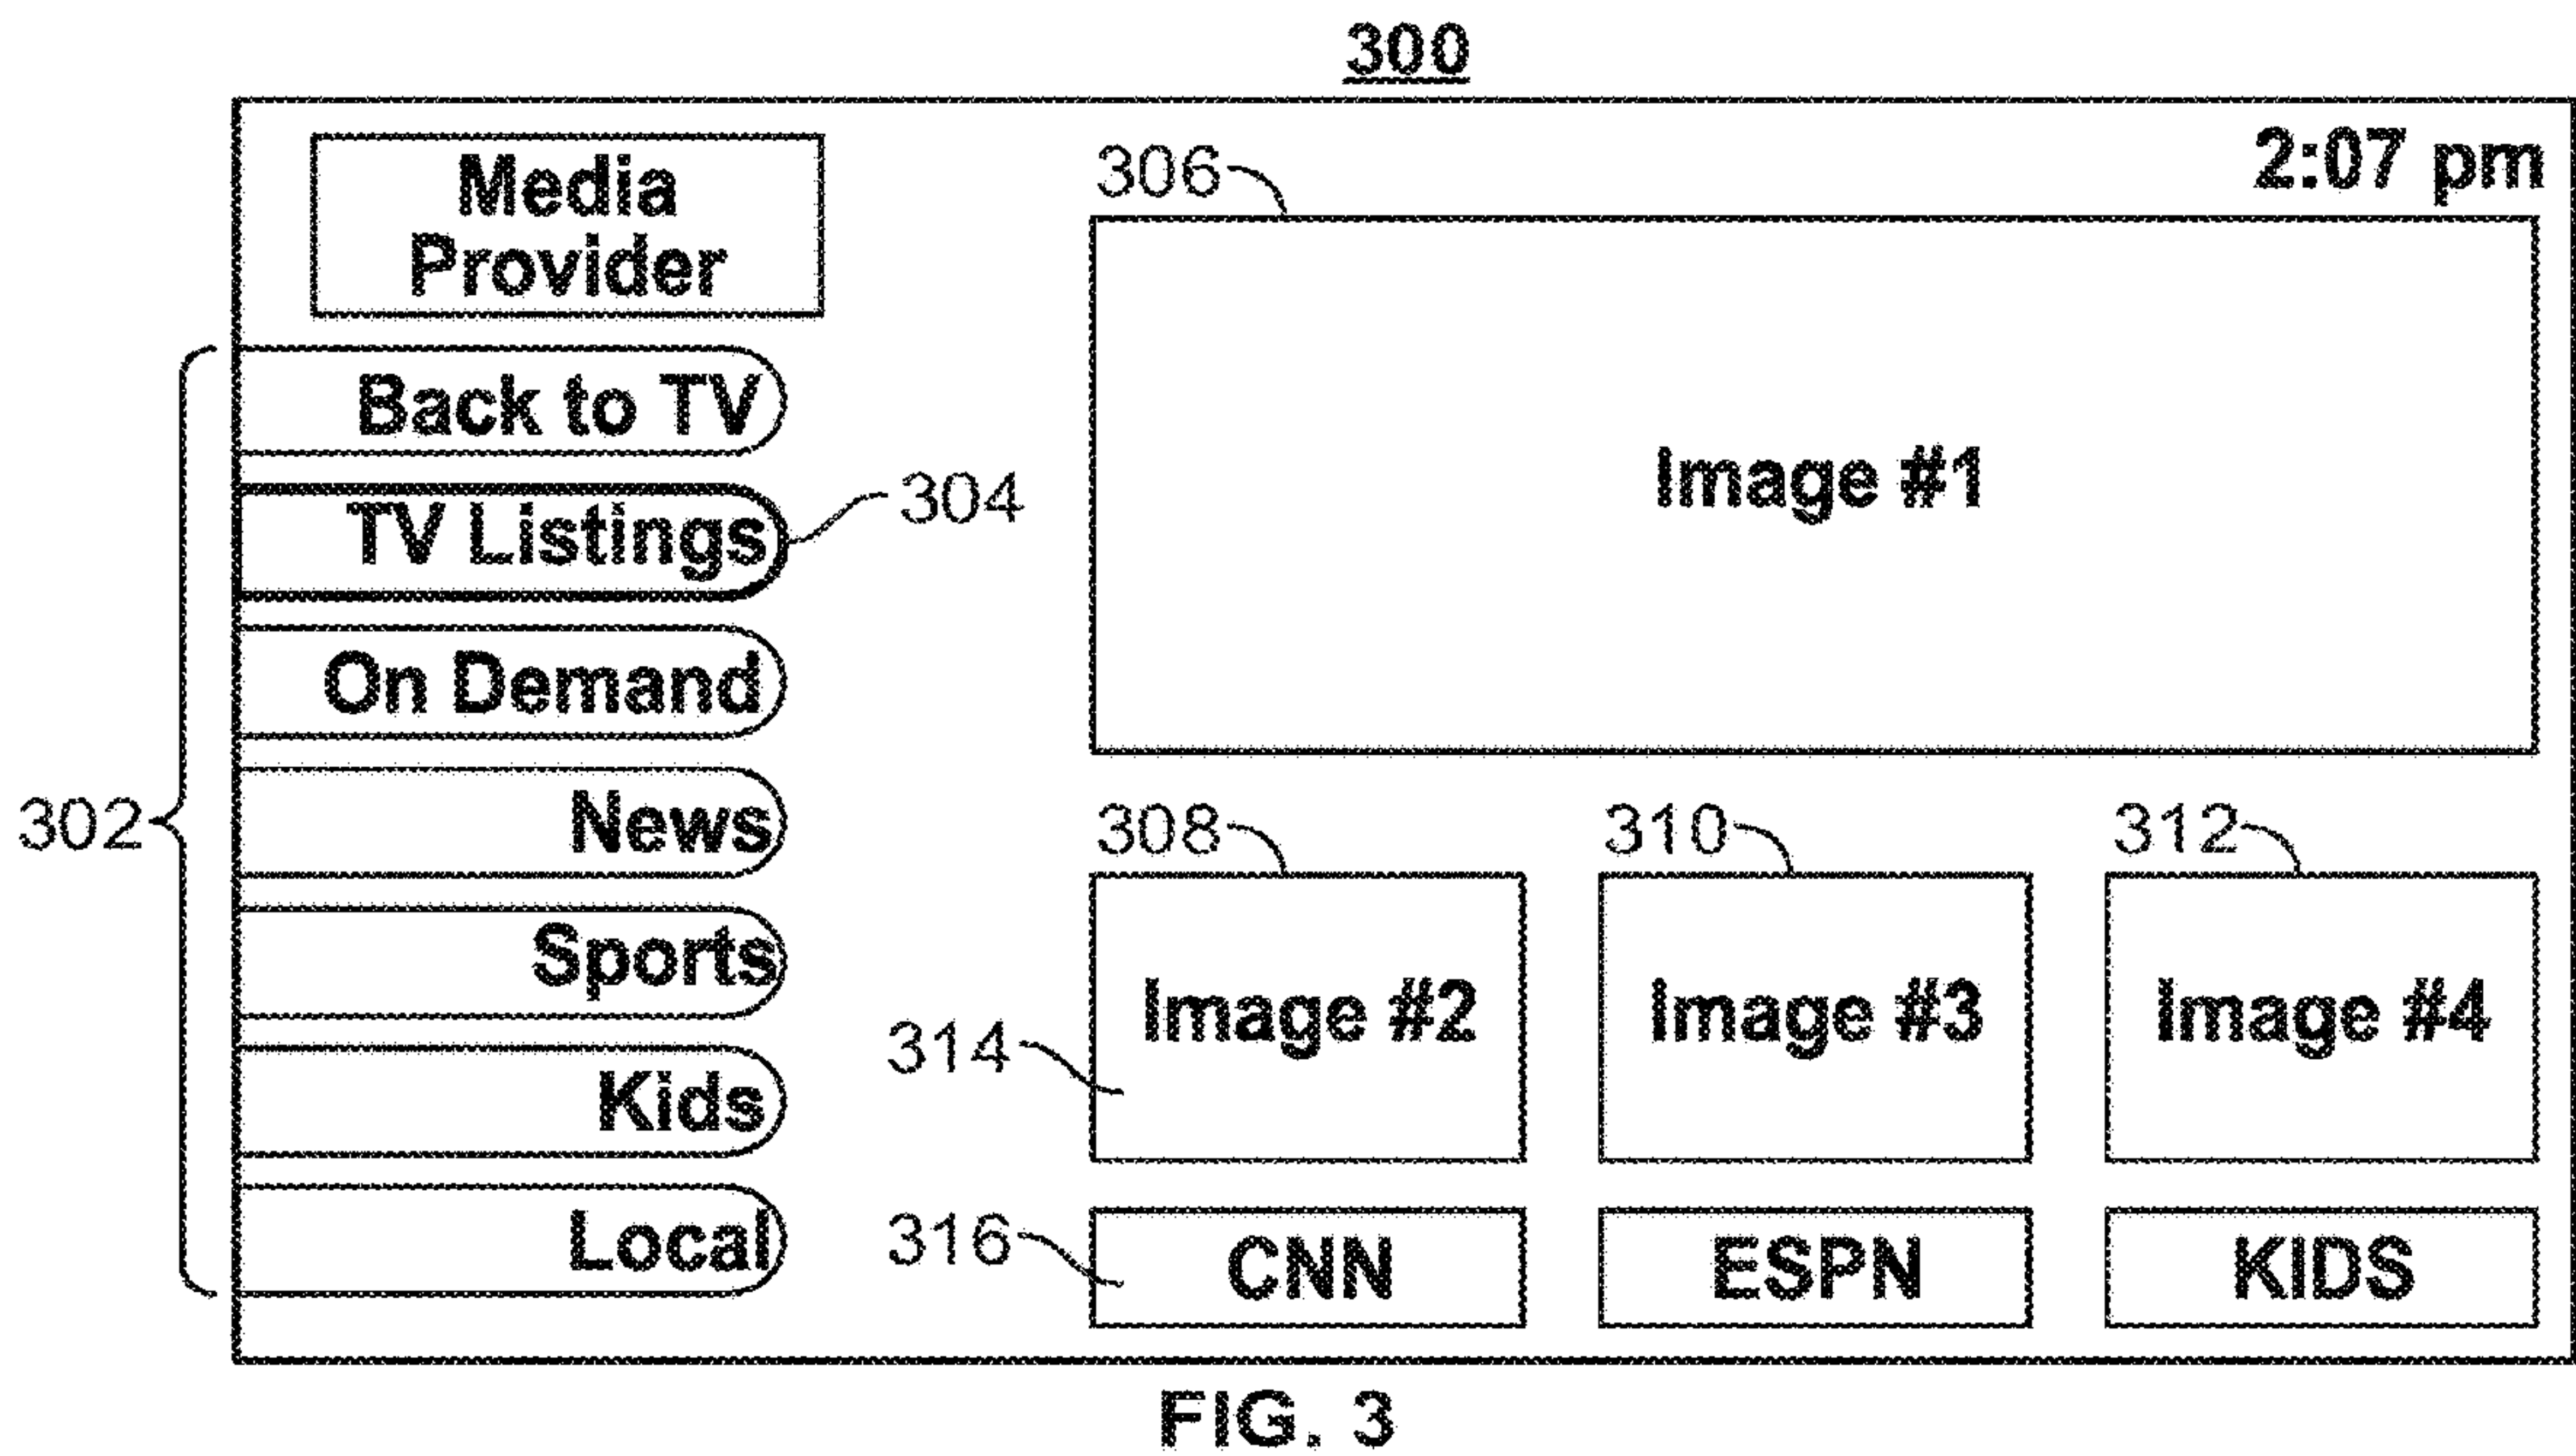 300
Media
Provider
2:07 pm
306
Back to TV
TV Listings
304
Image #1
On Demand
302
News
308
310
312
Sports
Image #2
Image #3
Image #4
314
Kids
Local
316
CNN
ESPN
KIDS
FIG. 3